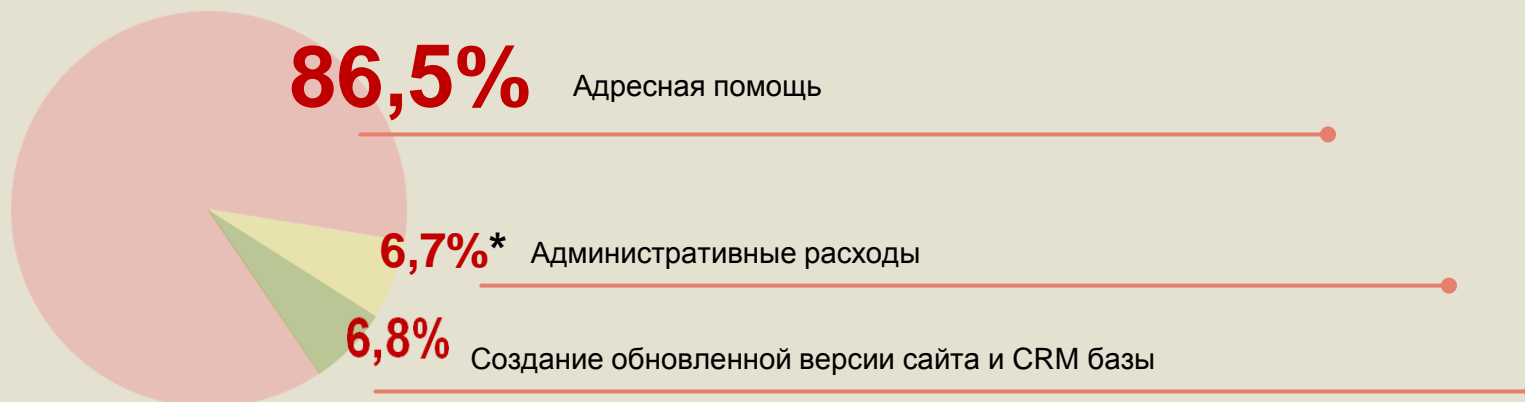 86,5% Адресная помощь
6,7%* Административные расходы
6,8% Создание обновленной версии сайта и CRM базы